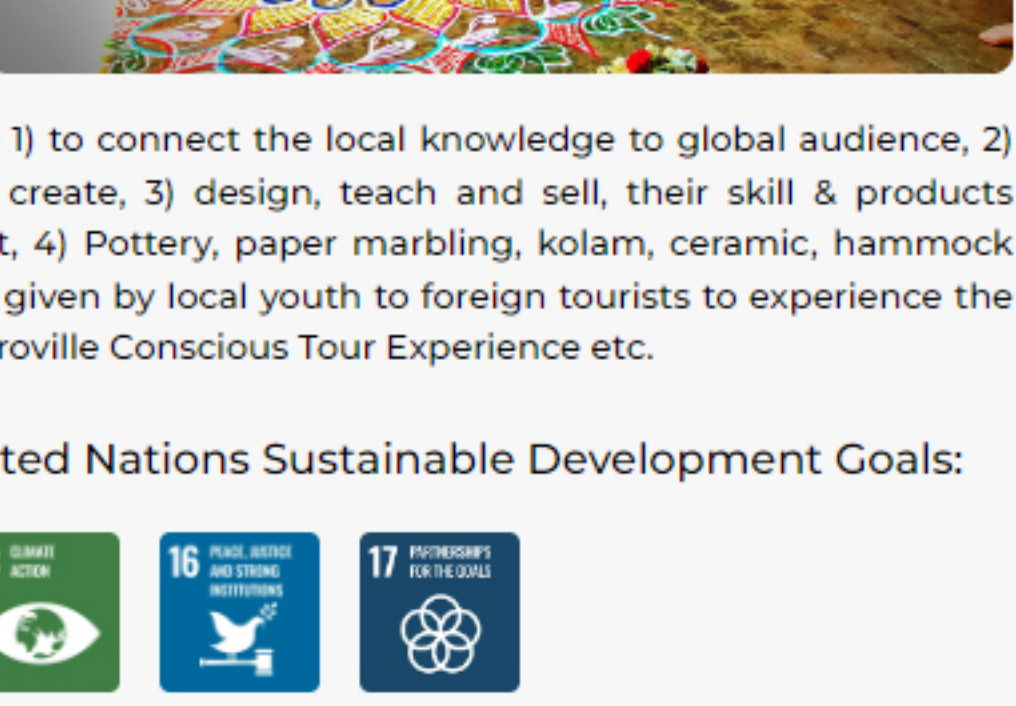 1) to connect the local knowledge to global audience, 2)
create, 3) design, teach and sell, their skill & products
t, 4) Pottery, paper marbling, kolam, ceramic, hammock
given by local youth to foreign tourists to experience the
roville Conscious Tour Experience etc.
ted Nations Sustainable Development Goals:
CLIMATE
ACTION
16 PEACE, JUSTICE
AND STRONG
INSTITUTIONS
17 PARTNERSHIPS
FOR THE GOALS